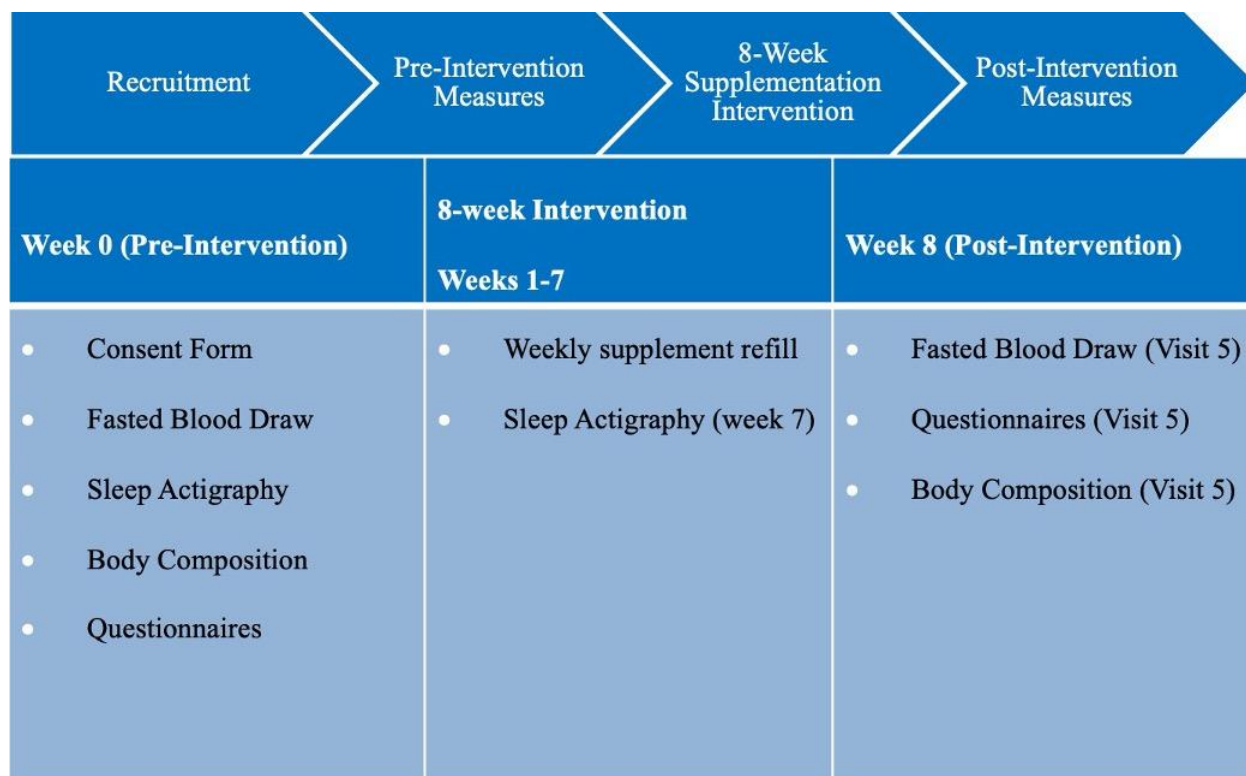 Recruitment
Pre-Intervention
Measures
8-Week
Supplementation
Intervention
Post-Intervention
Measures
Week 0 (Pre-Intervention)
8-week Intervention
Weeks 1-7
Week 8 (Post-Intervention)
• Consent Form
• Fasted Blood Draw
• Sleep Actigraphy
• Body Composition
• Questionnaires
• Weekly supplement refill
• Sleep Actigraphy (week 7)
• Fasted Blood Draw (Visit 5)
• Questionnaires (Visit 5)
• Body Composition (Visit 5)